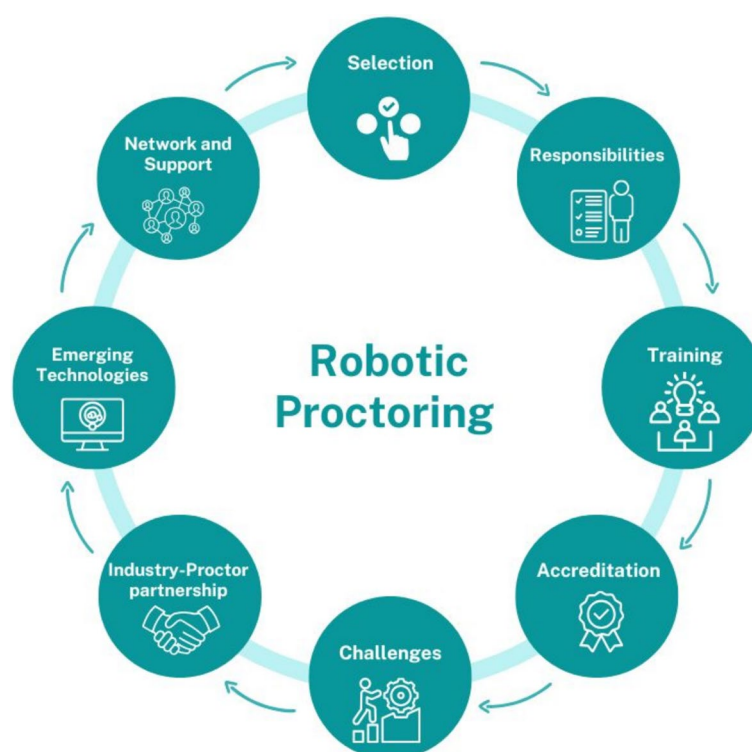 Selection
Responsibilities
Training
Accreditation
Challenges
Industry-Proctor
partnership
Emerging
Technologies
Network and
Support
Robotic
Proctoring